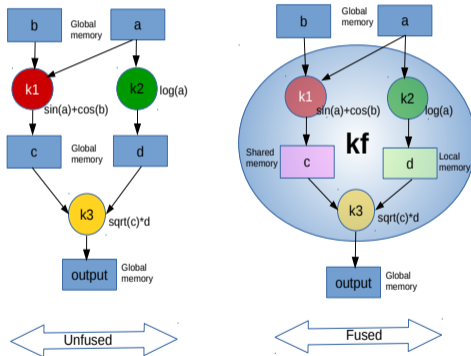 b
Global
memory
a
k1
k2
log(a)
sin(a)+cos(b)
c
Global
memory
d
k3
sqrt(c)*d
output
Global
memory
Unfused
b
Global
memory
a
k1
k2
sin(a)+cos(b)
log(a)
kf
Shared
memory
c
d
Local
memory
k3
sqrt(c)*d
output
Global
memory
Fused